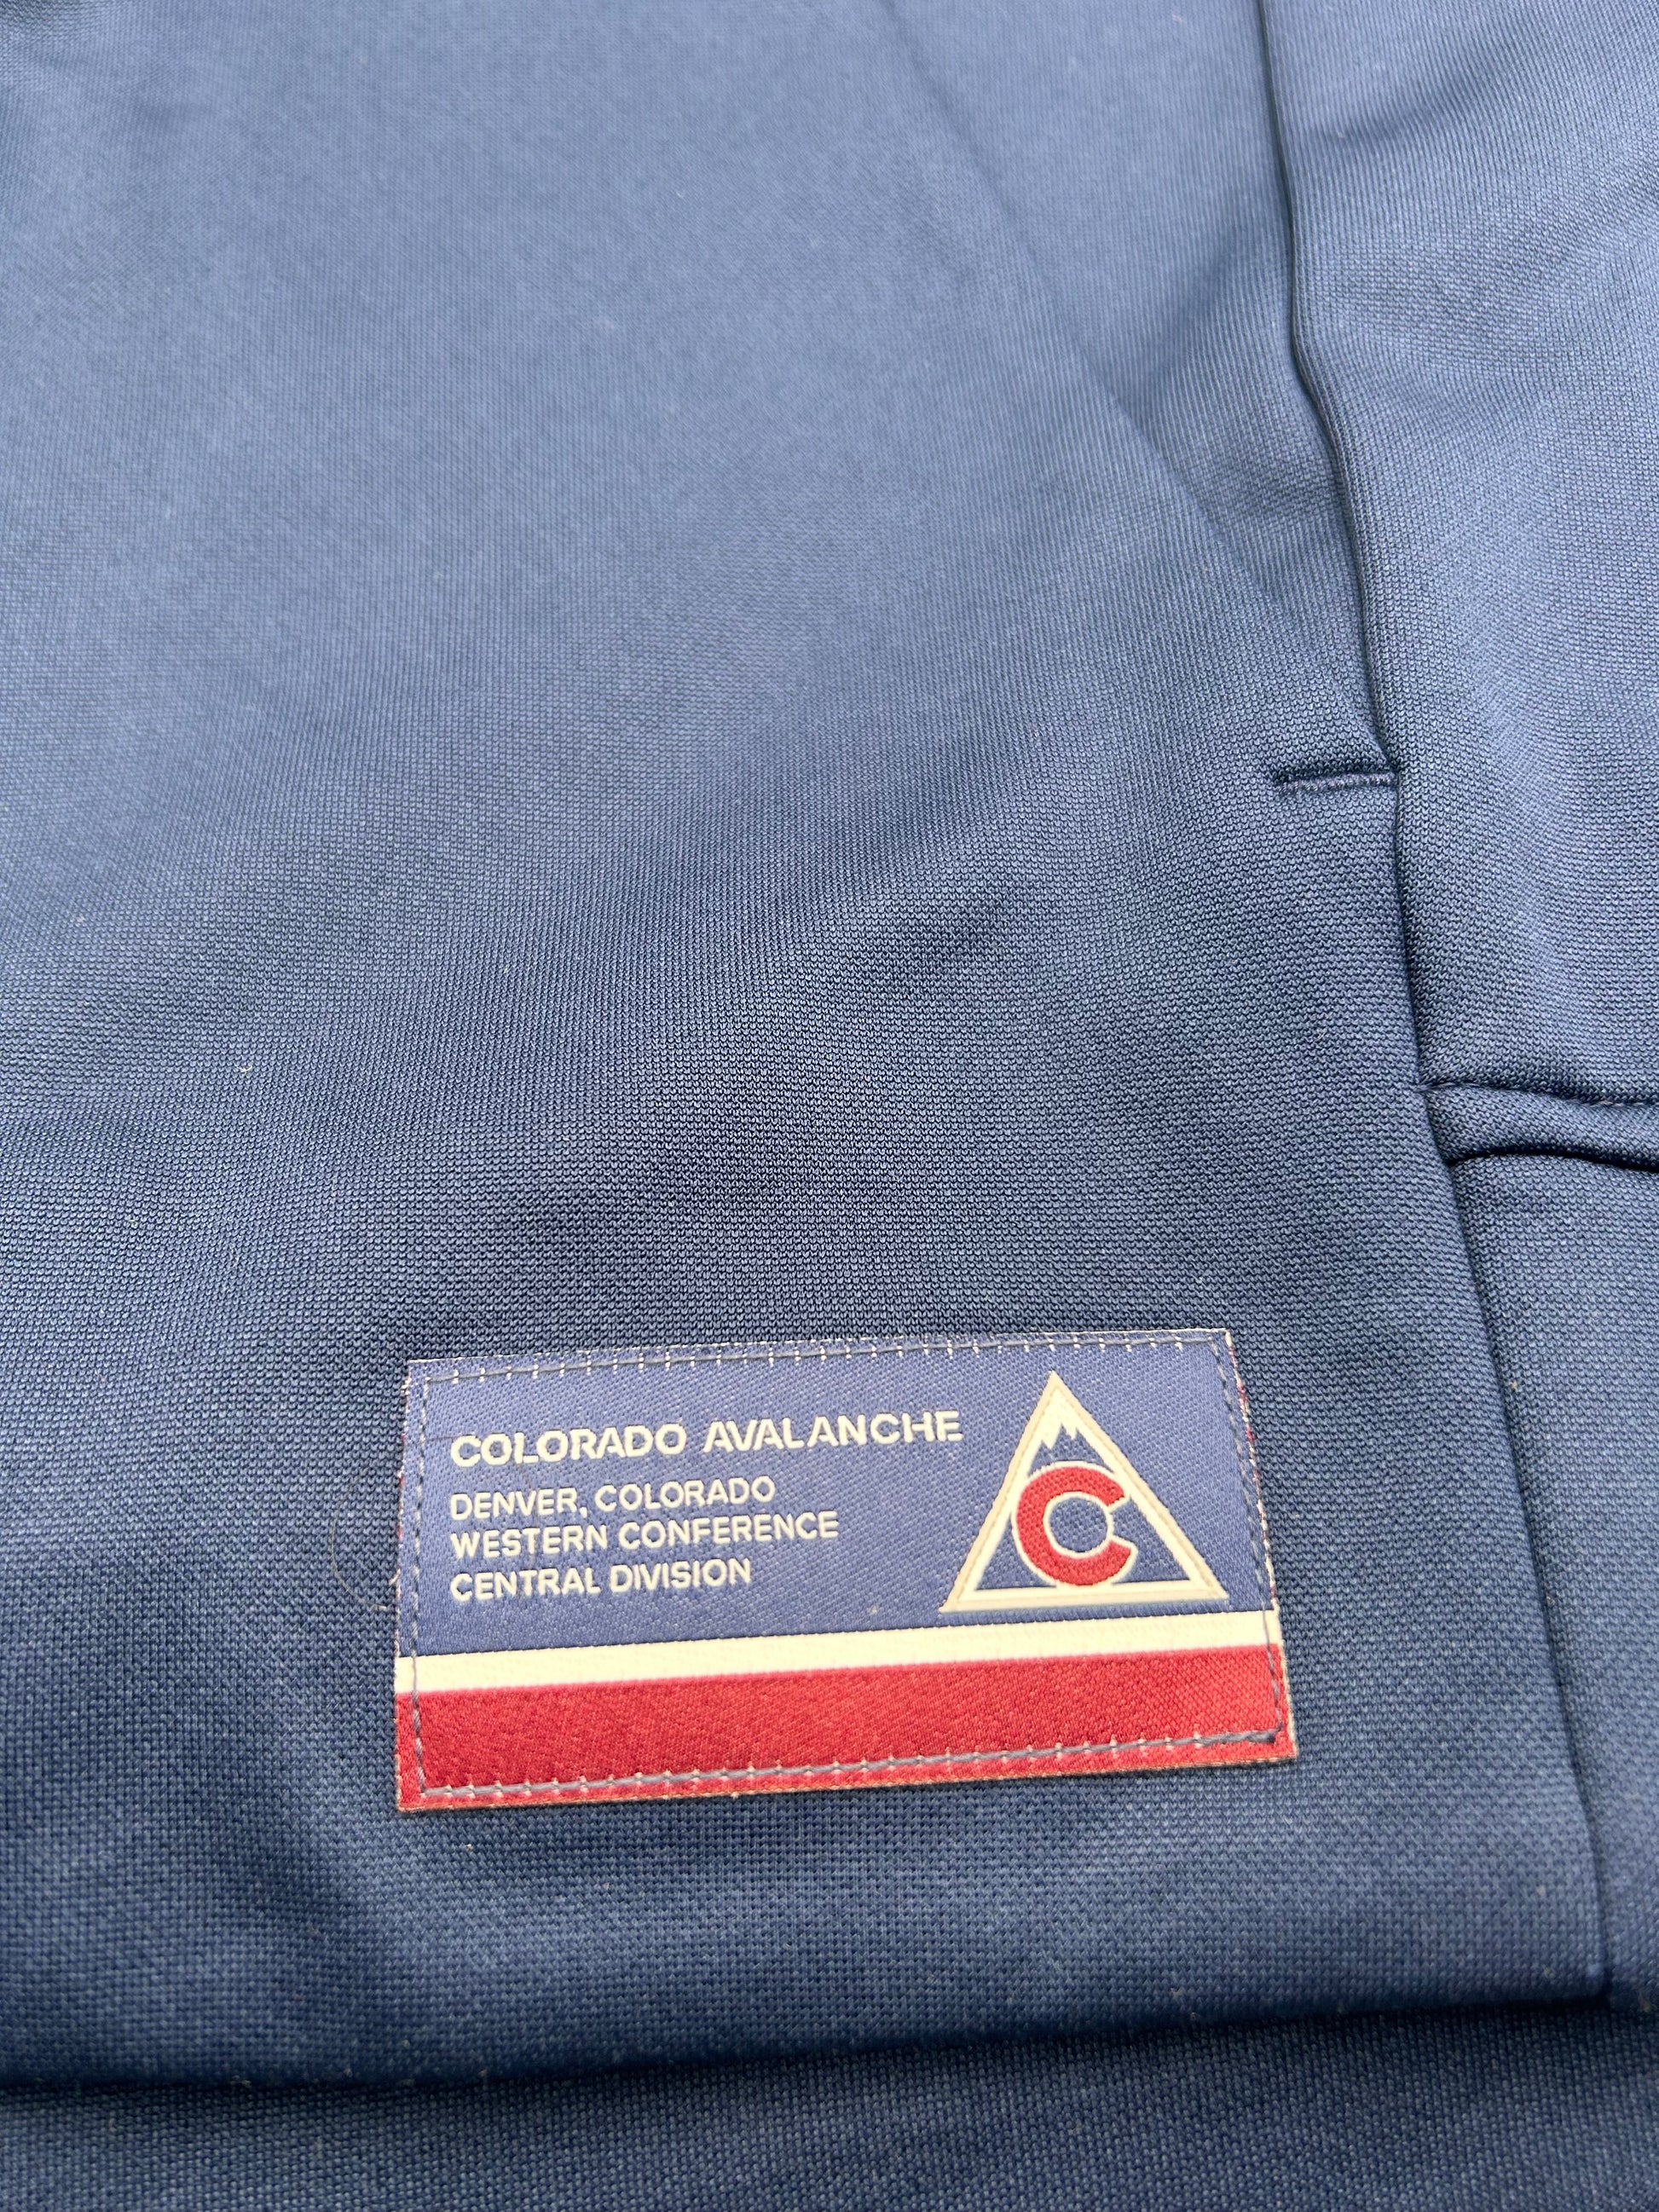 COLORADO AVALANCHE
DENVER, COLORADO
WESTERN CONFERENCE
CENTRAL DIVISION
C